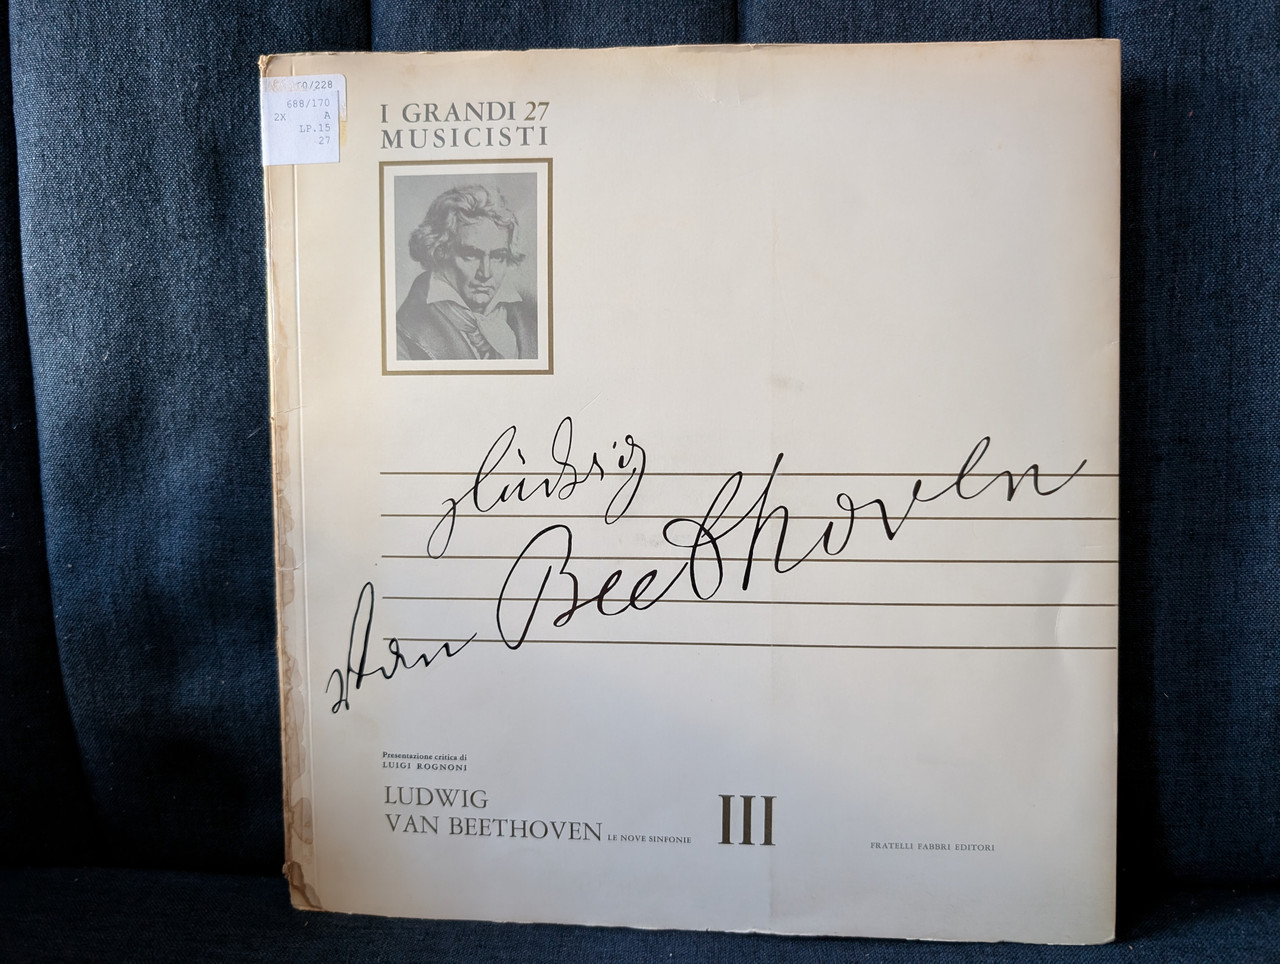 /228
688/170
2X A
LP.15
27
I GRANDI 27
MUSICISTI
Ludwig
van Beethoven
Presentazione critica di
LUIGI ROGNONI
LUDWIG
VAN BEETHOVEN LE NOVE SINFONIE III
FRATELLI FABBRI EDITORI